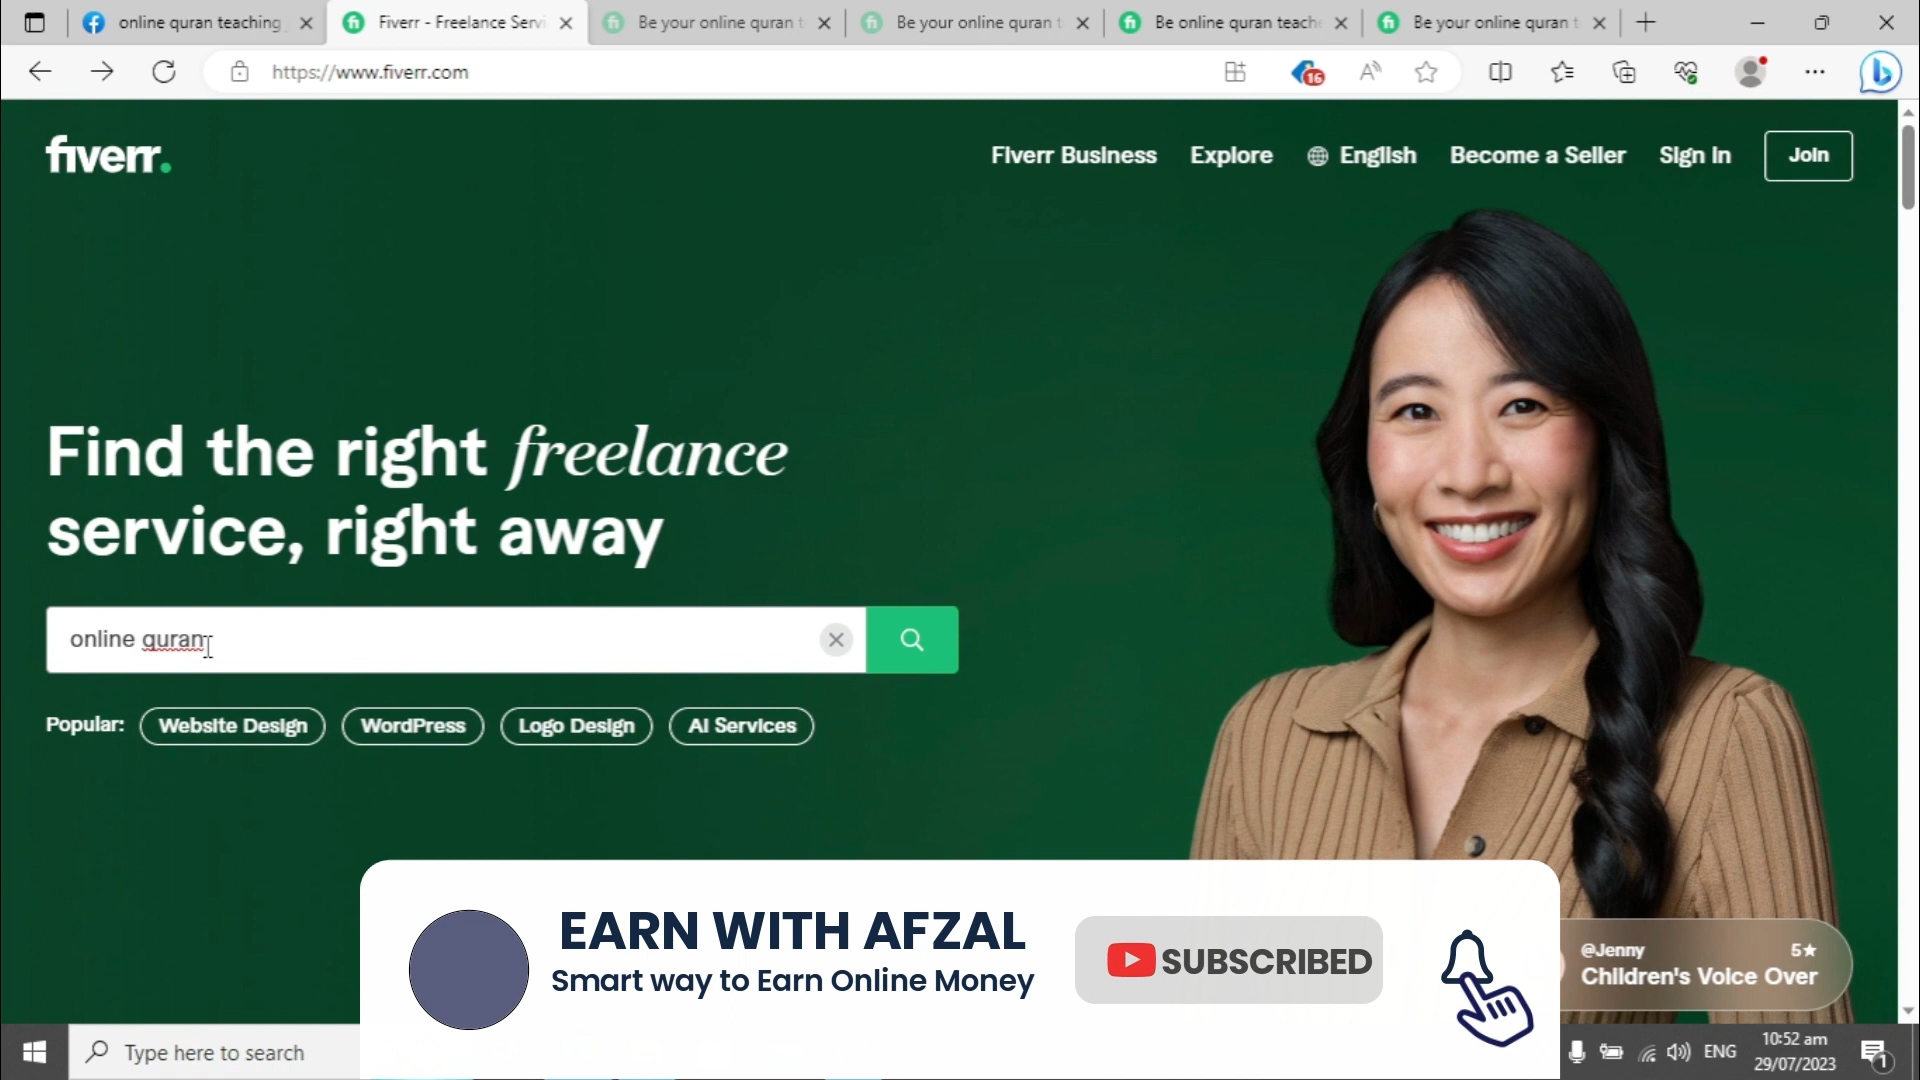 online quran teaching
Fiverr - Freelance Servi
Be your online quran t
Be your online quran t
Be online quran teache
Be your online quran t
https://www.fiverr.com
16
fiverr.
Fiverr Business
Explore
English
Become a Seller
Sign In
Join
Find the right freelance
service, right away
online quran
Popular:
Website Design
WordPress
Logo Design
AI Services
EARN WITH AFZAL
Smart way to Earn Online Money
SUBSCRIBED
@Jenny
5★
Children's Voice Over
Type here to search
ENG
10:52 am
29/07/2023
1